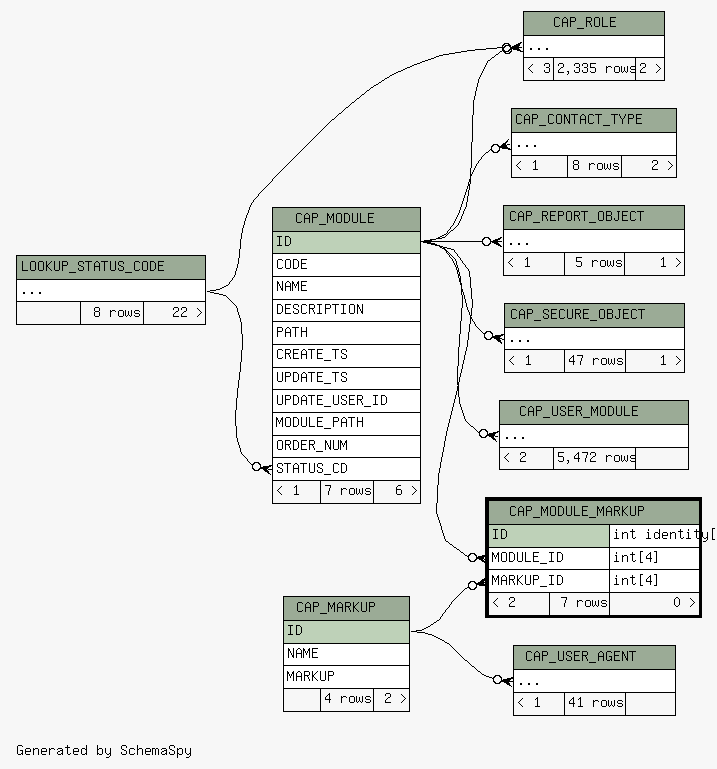 CAP_ROLE
...
< 3 2,335 rows 2 >
CAP_CONTACT_TYPE
...
< 1 8 rows 2 >
CAP_REPORT_OBJECT
...
< 1 5 rows 1 >
CAP_SECURE_OBJECT
...
< 1 47 rows 1 >
CAP_USER_MODULE
...
< 2 5,472 rows
CAP_MODULE
ID
CODE
NAME
DESCRIPTION
PATH
CREATE_TS
UPDATE_TS
UPDATE_USER_ID
MODULE_PATH
ORDER_NUM
STATUS_CD
< 1 7 rows 6 >
LOOKUP_STATUS_CODE
...
8 rows 22 >
CAP_MODULE_MARKUP
ID int identity[
MODULE_ID int[4]
MARKUP_ID int[4]
< 2 7 rows 0 >
CAP_MARKUP
ID
NAME
MARKUP
4 rows 2 >
CAP_USER_AGENT
...
< 1 41 rows
Generated by SchemaSpy